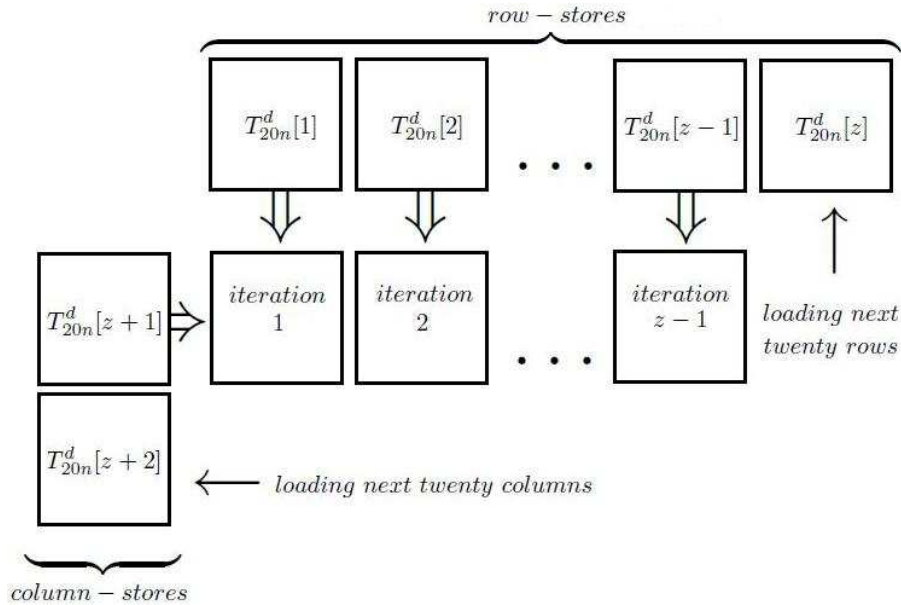 row – stores
T^d_{20n}[1]
T^d_{20n}[2]
T^d_{20n}[z – 1]
T^d_{20n}[z]
. . .
T^d_{20n}[z + 1]
iteration
1
iteration
2
. . .
iteration
z – 1
loading next
twenty rows
T^d_{20n}[z + 2]
loading next twenty columns
column – stores